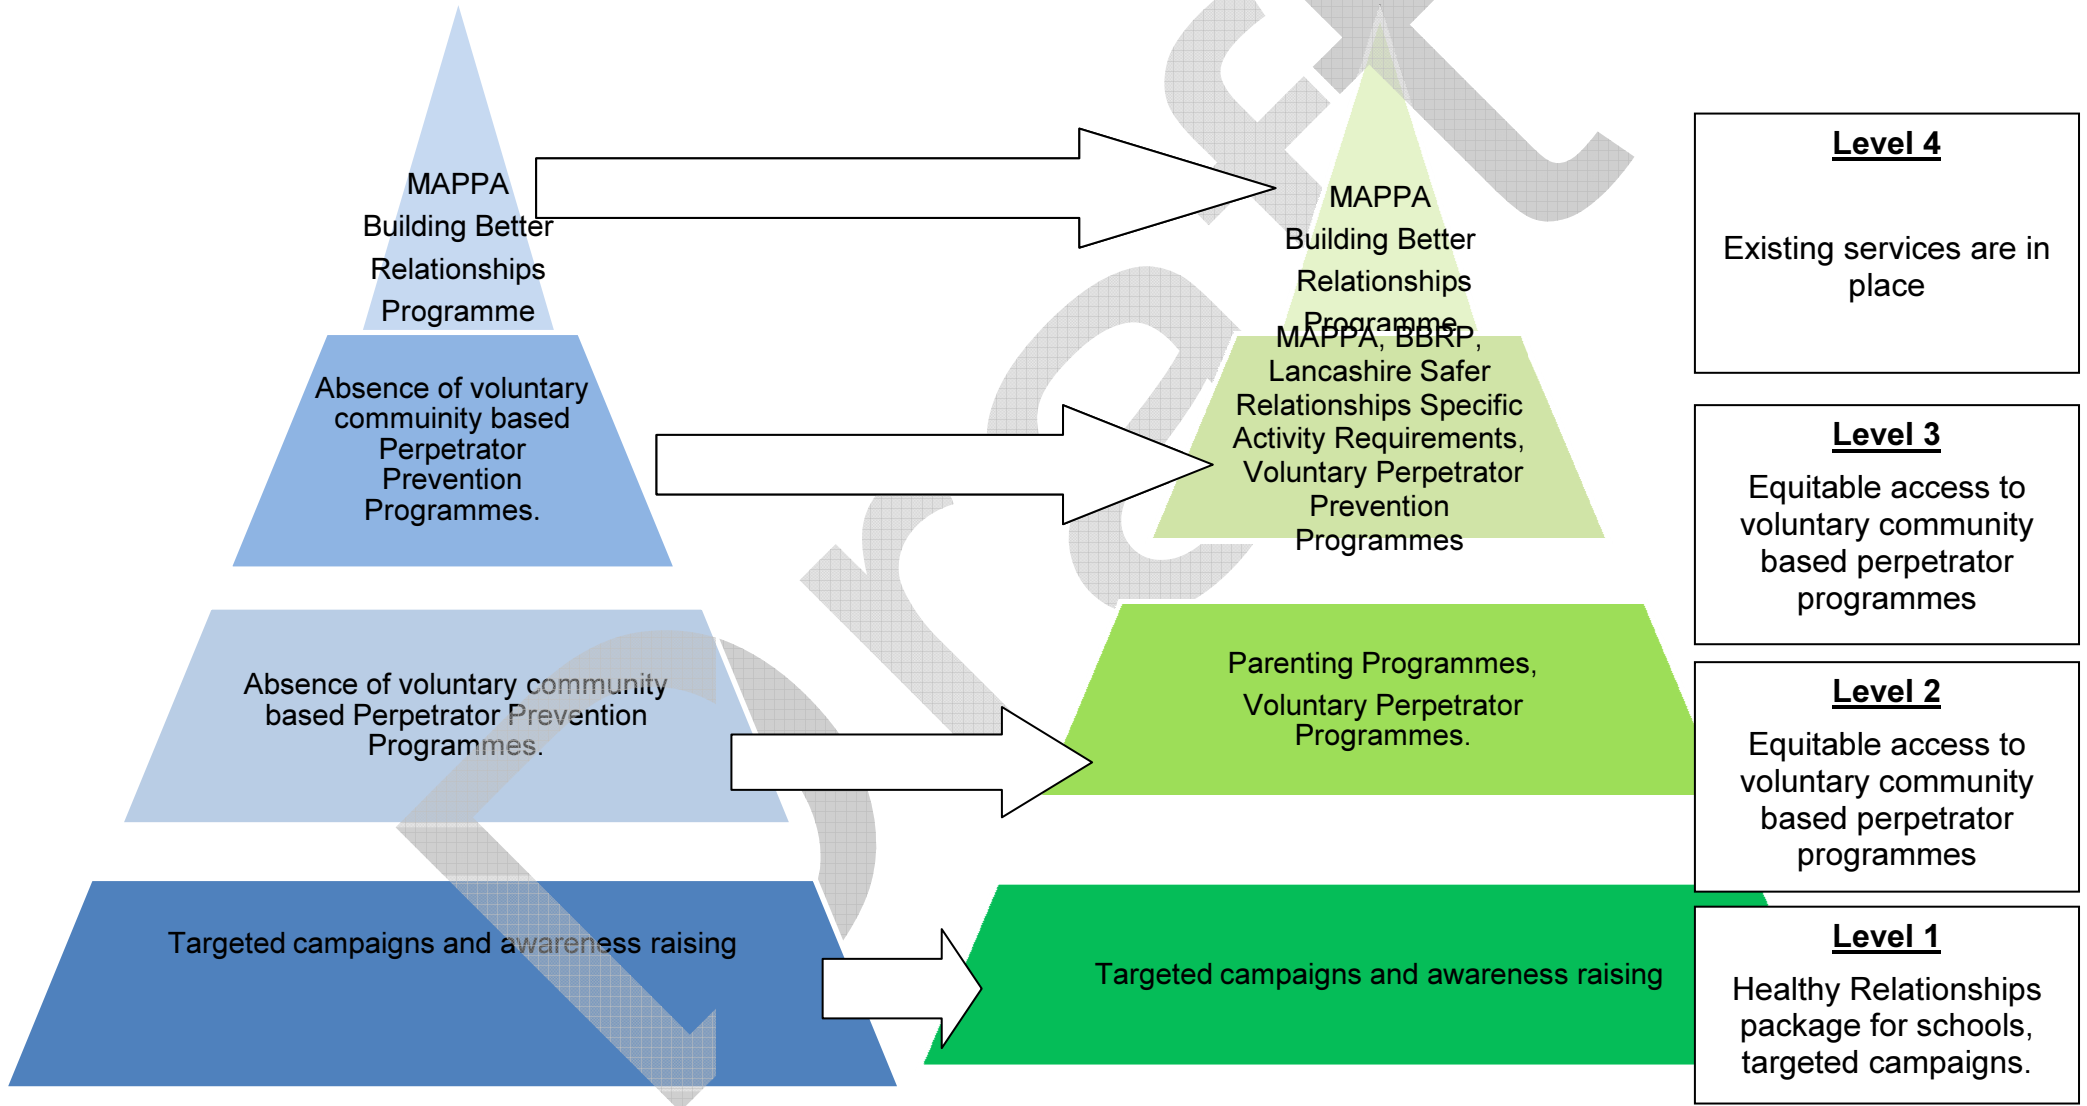 MAPPA
Building Better
Relationships
Programme
Absence of voluntary
commuinity based
Perpetrator
Prevention
Programmes.
Absence of voluntary community
based Perpetrator Prevention
Programmes.
Targeted campaigns and awareness raising
MAPPA
Building Better
Relationships
Programme
MAPPA, BBRP,
Lancashire Safer
Relationships Specific
Activity Requirements,
Voluntary Perpetrator
Prevention
Programmes
Parenting Programmes,
Voluntary Perpetrator
Programmes.
Targeted campaigns and awareness raising
Level 4
Existing services are in
place
Level 3
Equitable access to
voluntary community
based perpetrator
programmes
Level 2
Equitable access to
voluntary community
based perpetrator
programmes
Level 1
Healthy Relationships
package for schools,
targeted campaigns.
Draft